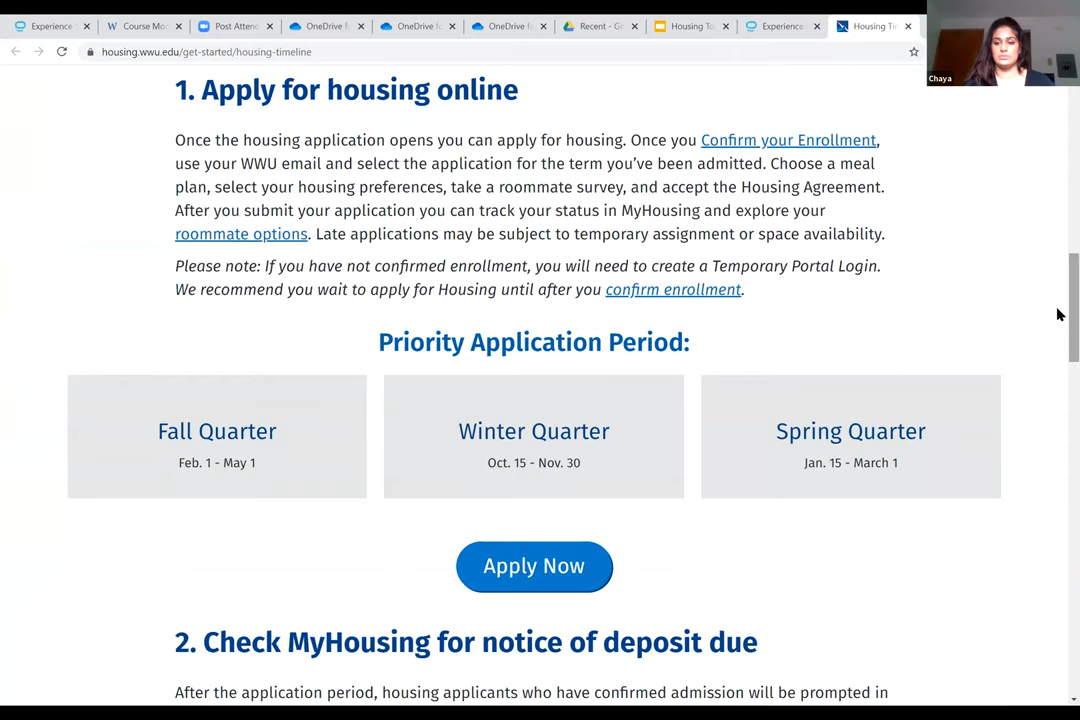 Experience
Course Mod
Post Attend
OneDrive fo
OneDrive fo
OneDrive fo
Recent - Go
Housing To
Experience
Housing Tim
housing.wwu.edu/get-started/housing-timeline
Chaya
1. Apply for housing online
Once the housing application opens you can apply for housing. Once you Confirm your Enrollment,
use your WWU email and select the application for the term you've been admitted. Choose a meal
plan, select your housing preferences, take a roommate survey, and accept the Housing Agreement.
After you submit your application you can track your status in MyHousing and explore your
roommate options. Late applications may be subject to temporary assignment or space availability.
Please note: If you have not confirmed enrollment, you will need to create a Temporary Portal Login.
We recommend you wait to apply for Housing until after you confirm enrollment.
Priority Application Period:
Fall Quarter
Feb. 1 - May 1
Winter Quarter
Oct. 15 - Nov. 30
Spring Quarter
Jan. 15 - March 1
Apply Now
2. Check MyHousing for notice of deposit due
After the application period, housing applicants who have confirmed admission will be prompted in